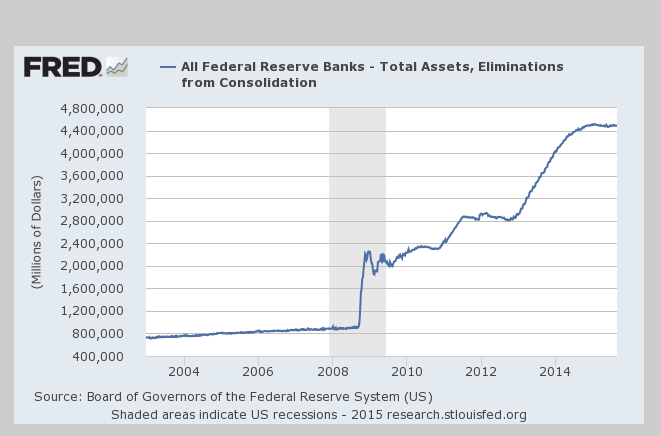 FRED
All Federal Reserve Banks - Total Assets, Eliminations
from Consolidation
(Millions of Dollars)
4,800,000
4,400,000
4,000,000
3,600,000
3,200,000
2,800,000
2,400,000
2,000,000
1,600,000
1,200,000
800,000
400,000
2004 2006 2008 2010 2012 2014
Source: Board of Governors of the Federal Reserve System (US)
Shaded areas indicate US recessions - 2015 research.stlouisfed.org